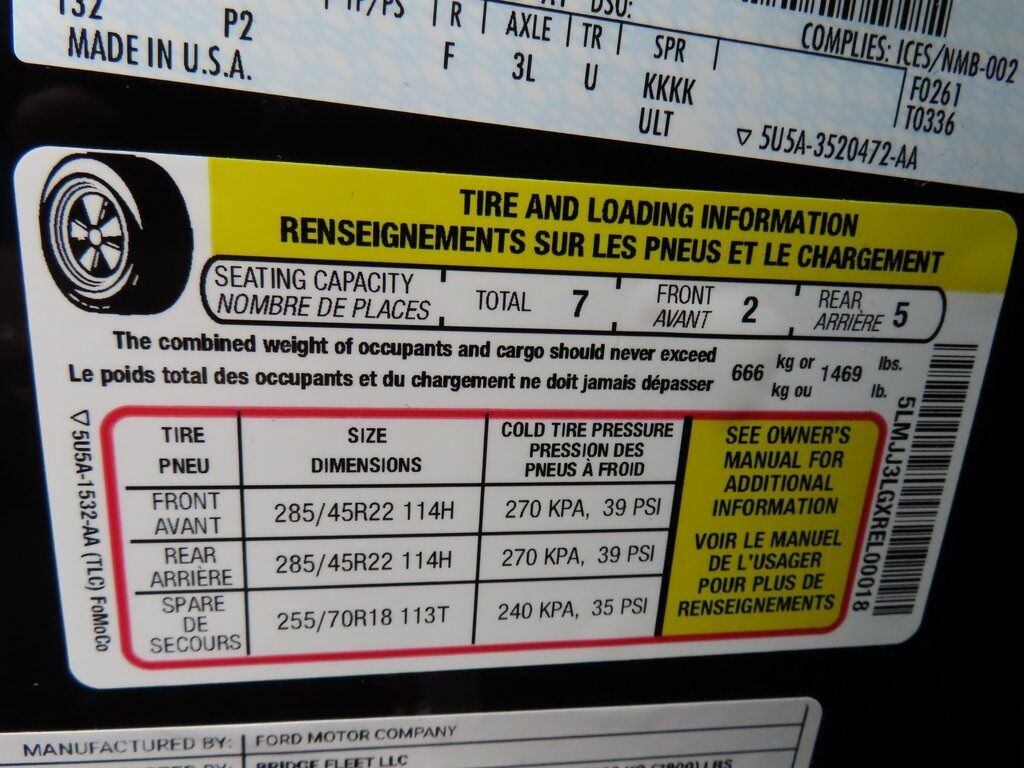 132 P2 TP/PS R AXLE TR SPR
DSO:
COMPLIES: ICES/NMB-002
MADE IN U.S.A. F 3L U KKKK F0261
ULT T0336
▽ 5U5A-3520472-AA
TIRE AND LOADING INFORMATION
RENSEIGNEMENTS SUR LES PNEUS ET LE CHARGEMENT
SEATING CAPACITY
NOMBRE DE PLACES
TOTAL 7
FRONT
AVANT 2
REAR
ARRIÈRE 5
The combined weight of occupants and cargo should never exceed
Le poids total des occupants et du chargement ne doit jamais dépasser
666 kg or 1469 lbs.
kg ou lb.
TIRE
PNEU
SIZE
DIMENSIONS
COLD TIRE PRESSURE
PRESSION DES
PNEUS À FROID
FRONT
AVANT
285/45R22 114H
270 KPA, 39 PSI
REAR
ARRIÈRE
285/45R22 114H
270 KPA, 39 PSI
SPARE
DE
SECOURS
255/70R18 113T
240 KPA, 35 PSI
SEE OWNER'S
MANUAL FOR
ADDITIONAL
INFORMATION
VOIR LE MANUEL
DE L'USAGER
POUR PLUS DE
RENSEIGNEMENTS
5LMJJ3LGXREL00018
▽ 5U5A-1532-AA (TLC) FoMoCo
MANUFACTURED BY: FORD MOTOR COMPANY
BRIDGE FLEET LLC